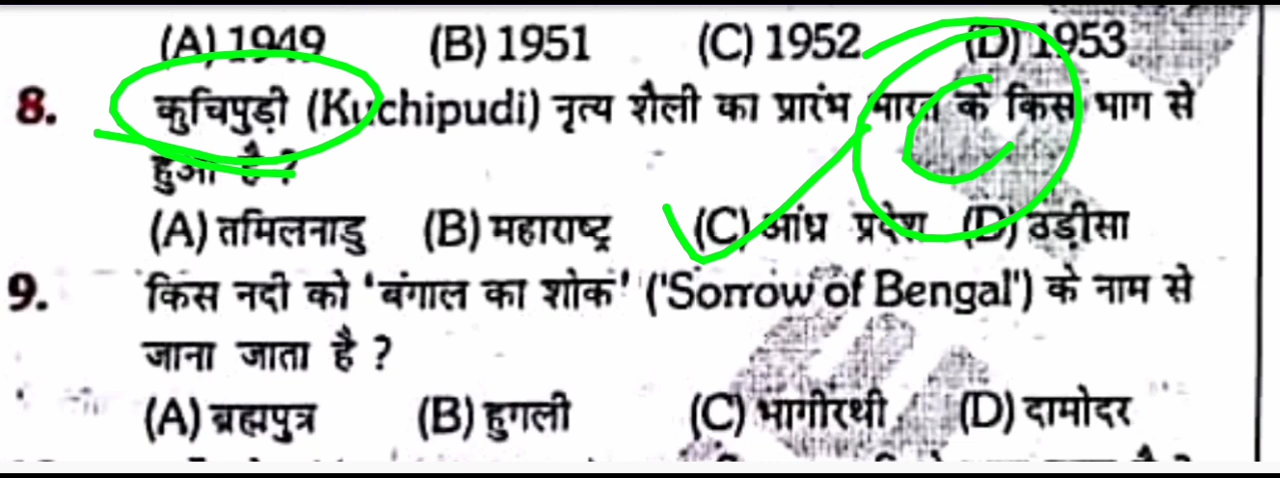 (A) 1949 (B) 1951 (C) 1952 (D) 1953
8. कुचिपुड़ी (Kuchipudi) नृत्य शैली का प्रारंभ भारत के किस भाग से
हुआ है ?
(A) तमिलनाडु (B) महाराष्ट्र (C) आंध्र प्रदेश (D) उड़ीसा
9. किस नदी को 'बंगाल का शोक' ('Sorrow of Bengal') के नाम से
जाना जाता है ?
(A) ब्रह्मपुत्र (B) हुगली (C) भागीरथी (D) दामोदर